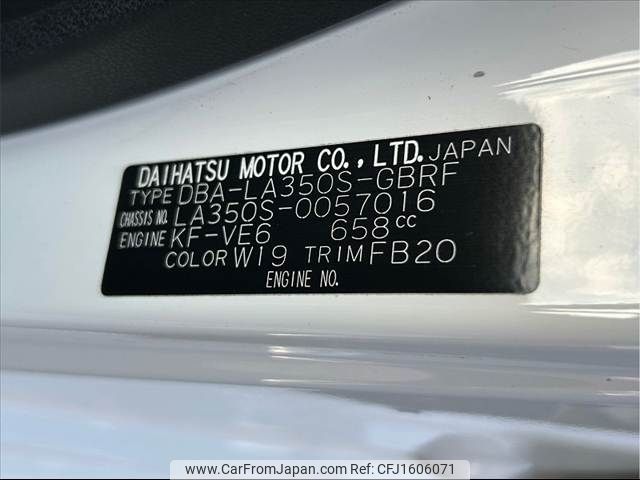 DAIHATSU MOTOR CO., LTD. JAPAN
TYPE DBA-LA350S-GBRF
CHASSIS NO. LA350S-0057016
ENGINE KF-VE6 658 CC
COLOR W19 TRIM FB20
ENGINE NO.
www.CarFromJapan.com CFJ1606071